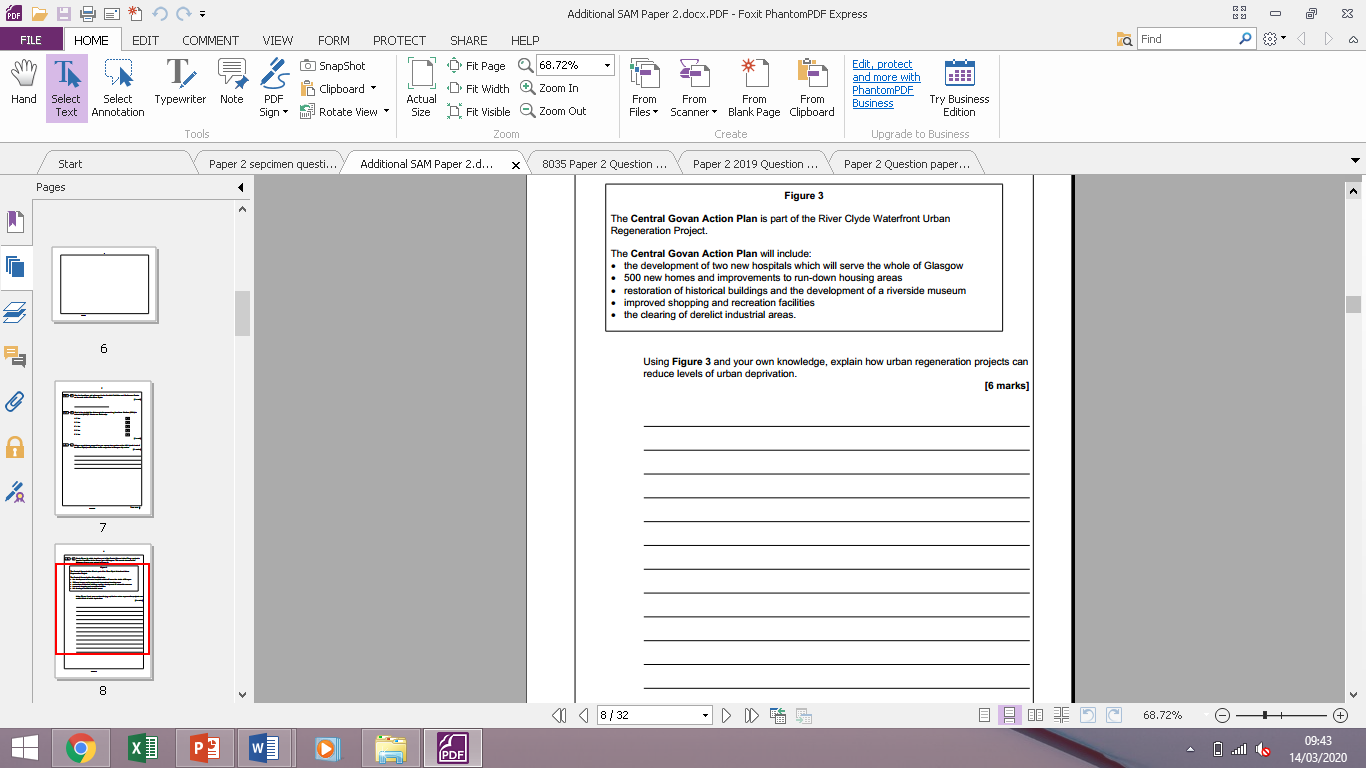 Additional SAM Paper 2.docx.PDF - Foxit PhantomPDF Express
FILE HOME EDIT COMMENT VIEW FORM PROTECT SHARE HELP
Find
Hand
Select
Text
Select
Annotation
Typewriter
Note
PDF
Sign
SnapShot
Clipboard
Rotate View
Tools
Actual
Size
Fit Page
Fit Width
Fit Visible
68.72%
Zoom In
Zoom Out
Zoom
From
Files
From
Scanner
From
Blank Page
From
Clipboard
Create
Edit, protect
and more with
PhantomPDF
Business
Try Business
Edition
Upgrade to Business
Start
Paper 2 sepcimen questi...
Additional SAM Paper 2.d...
8035 Paper 2 Question ...
Paper 2 2019 Question ...
Paper 2 Question paper...
Pages
6
7
8
Figure 3
The Central Govan Action Plan is part of the River Clyde Waterfront Urban
Regeneration Project.
The Central Govan Action Plan will include:
• the development of two new hospitals which will serve the whole of Glasgow
• 500 new homes and improvements to run-down housing areas
• restoration of historical buildings and the development of a riverside museum
• improved shopping and recreation facilities
• the clearing of derelict industrial areas.
Using Figure 3 and your own knowledge, explain how urban regeneration projects can
reduce levels of urban deprivation.
[6 marks]
8 / 32
68.72%
09:43
14/03/2020